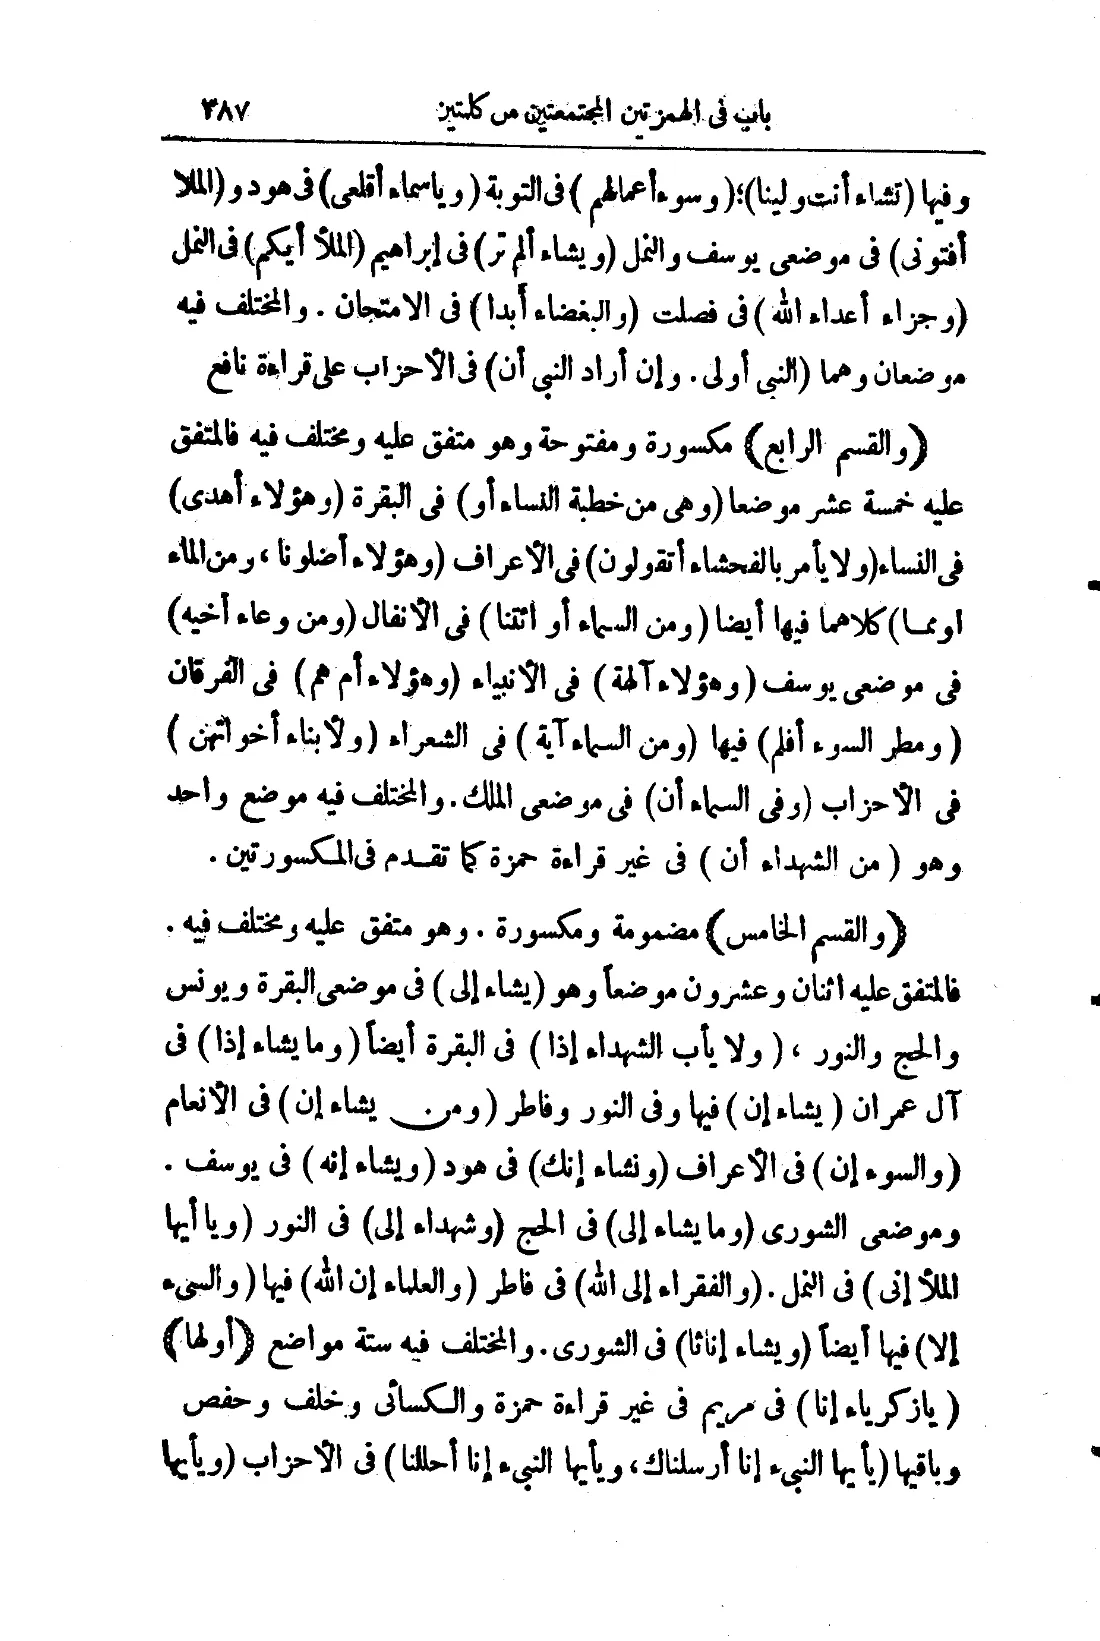 باب فى الهمزتين المجتمعتين من كلمتين ٣٨٧
وفيها (تشاء أنت ولينا)؛ (وسوء أعمالهم) فى التوبة (وياسماء أقلعى) فى هود و (الملأ
أفتونى) فى موضعى يوسف والنمل (ويشاء ألم تر) فى إبراهيم (الملأ أيكم) فى النمل
(وجزاء أعداء الله) فى فصلت (والبغضاء أبدا) فى الامتحان . والمختلف فيه
موضعان وهما (النبى أولى . وإن أراد النبى أن) فى الأحزاب على قراءة نافع
(والقسم الرابع) مكسورة ومفتوحة وهو متفق عليه ومختلف فيه فالمتفق
عليه خمسة عشر موضعا (وهى من خطبة النساء أو) فى البقرة (وهؤلاء أهدى)
فى النساء (ولا يأمر بالفحشاء أتقولون) فى الأعراف (وهؤلاء أضلونا ، ومن الماء
اومما) كلاهما فيها أيضا (ومن السماء أو ائتنا) فى الأنفال (ومن وعاء أخيه)
فى موضعى يوسف (وهؤلاء آلهة) فى الأنبياء (وهؤلاء أم هم) فى الفرقان
(ومطر السوء أفلم) فيها (ومن السماء آية) فى الشعراء (ولأبناء أخواتهن)
فى الأحزاب (وفى السماء أن) فى موضعى الملك . والمختلف فيه موضع واحد
وهو (من الشهداء أن) فى غير قراءة حمزة كما تقدم فى المكسورتين .
(والقسم الخامس) مضمومة ومكسورة . وهو متفق عليه ومختلف فيه .
فالمتفق عليه اثنان وعشرون موضعاً وهو (يشاء إلى) فى موضعى البقرة ويونس
والحج والنور ، (ولا يأب الشهداء إذا) فى البقرة أيضاً (وما يشاء إذا) فى
آل عمران (يشاء إن) فيها وفى النور وفاطر (ومن يشاء إن) فى الأنعام
(والسوء إن) فى الأعراف (ونشاء إنك) فى هود (ويشاء إنه) فى يوسف .
وموضعى الشورى (وما يشاء إلى) فى الحج (وشهداء إلى) فى النور (ويا أيها
الملأ إنى) فى النمل . (والفقراء إلى الله) فى فاطر (والعلماء إن الله) فيها (والسىء
إلا) فيها أيضاً (ويشاء إناثا) فى الشورى . والمختلف فيه ستة مواضع (أولها)
(يازكرياء إنا) فى مريم فى غير قراءة حمزة والكسائى وخلف وحفص
وباقيها (يأيها النبىء إنا أرسلناك، ويأيها النبىء إنا أحللنا) فى الأحزاب (ويأيها